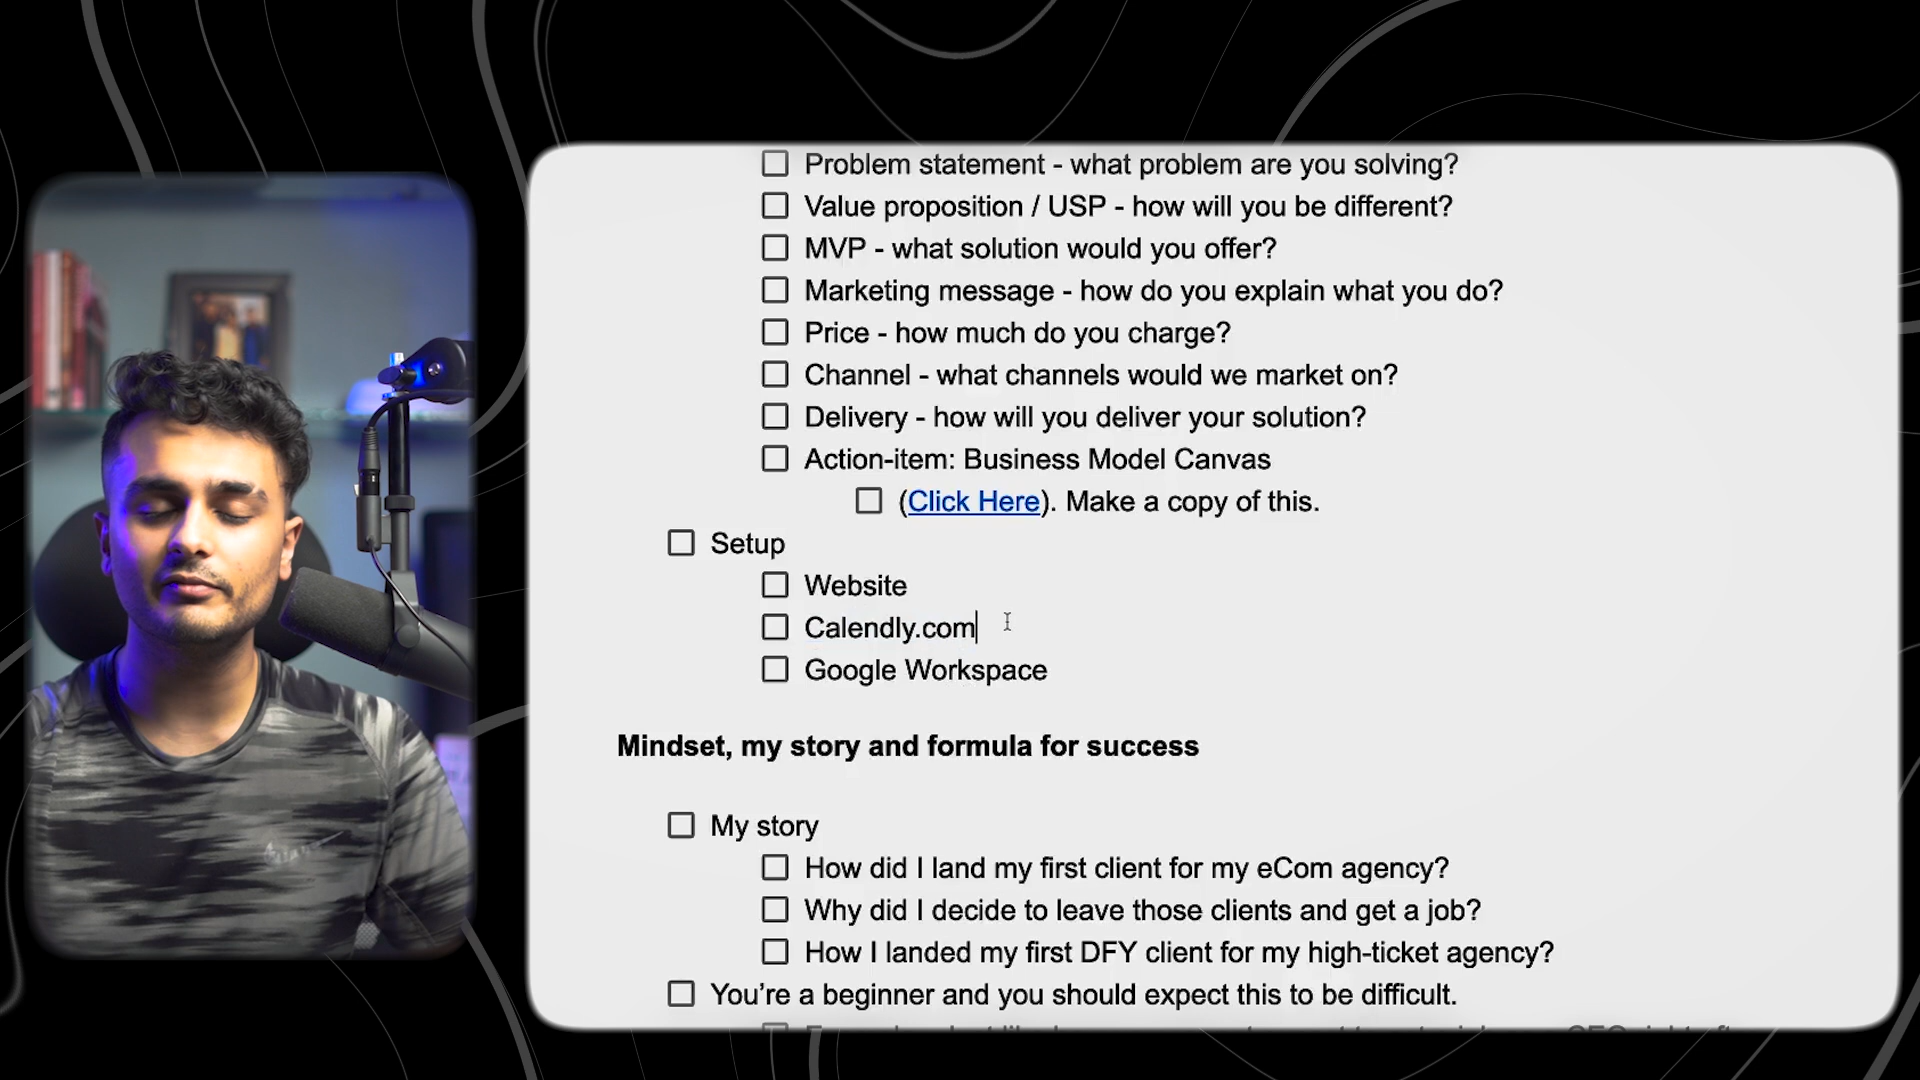 Problem statement - what problem are you solving?
Value proposition / USP - how will you be different?
MVP - what solution would you offer?
Marketing message - how do you explain what you do?
Price - how much do you charge?
Channel - what channels would we market on?
Delivery - how will you deliver your solution?
Action-item: Business Model Canvas
(Click Here). Make a copy of this.
Setup
Website
Calendly.com
Google Workspace
Mindset, my story and formula for success
My story
How did I land my first client for my eCom agency?
Why did I decide to leave those clients and get a job?
How I landed my first DFY client for my high-ticket agency?
You’re a beginner and you should expect this to be difficult.